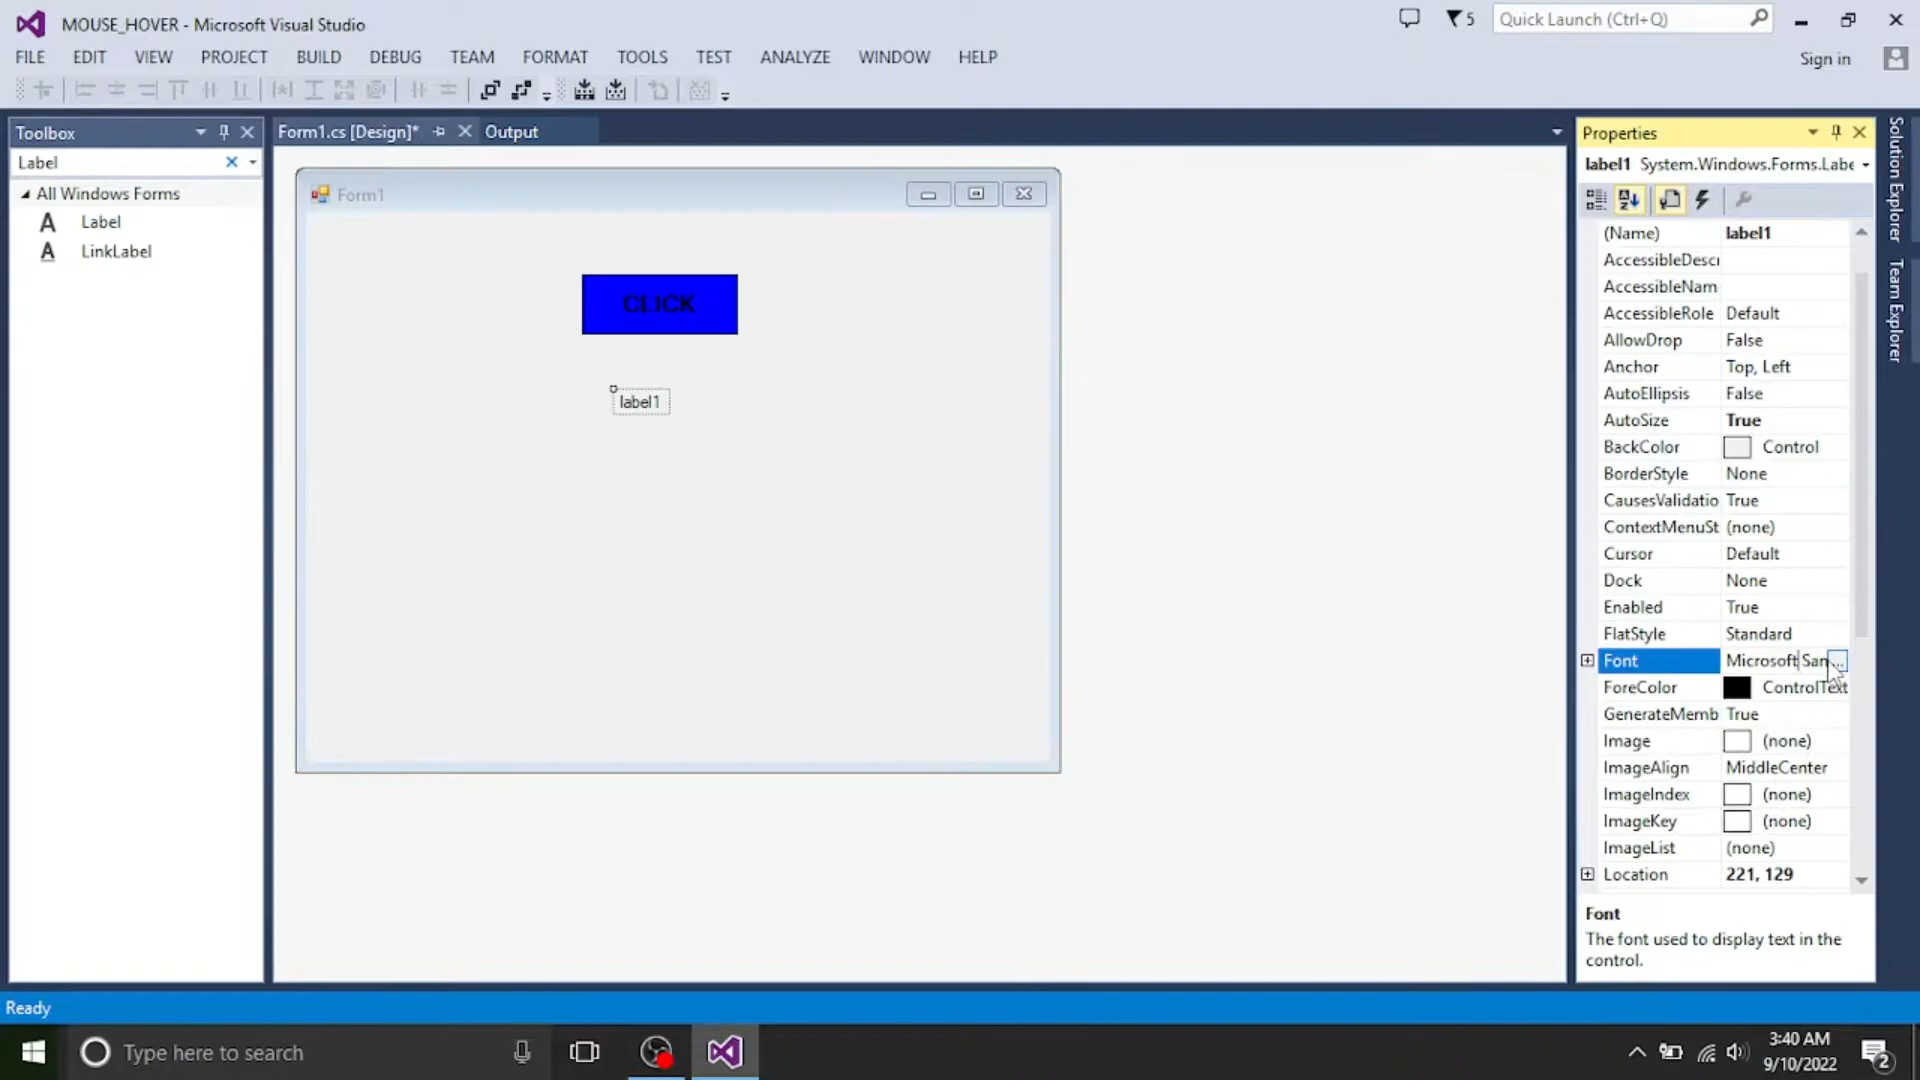 MOUSE_HOVER - Microsoft Visual Studio
5
Quick Launch (Ctrl+Q)
FILE EDIT VIEW PROJECT BUILD DEBUG TEAM FORMAT TOOLS TEST ANALYZE WINDOW HELP
Sign in
Toolbox
Label
All Windows Forms
A Label
A LinkLabel
Form1.cs [Design]* Output
Form1
CLICK
label1
Properties
label1 System.Windows.Forms.Labe
(Name) label1
AccessibleDescr
AccessibleNam
AccessibleRole Default
AllowDrop False
Anchor Top, Left
AutoEllipsis False
AutoSize True
BackColor Control
BorderStyle None
CausesValidatio True
ContextMenuSt (none)
Cursor Default
Dock None
Enabled True
FlatStyle Standard
Font Microsoft San ...
ForeColor ControlText
GenerateMemb True
Image (none)
ImageAlign MiddleCenter
ImageIndex (none)
ImageKey (none)
ImageList (none)
Location 221, 129
Font
The font used to display text in the
control.
Solution Explorer
Team Explorer
Ready
Type here to search
3:40 AM
9/10/2022
2